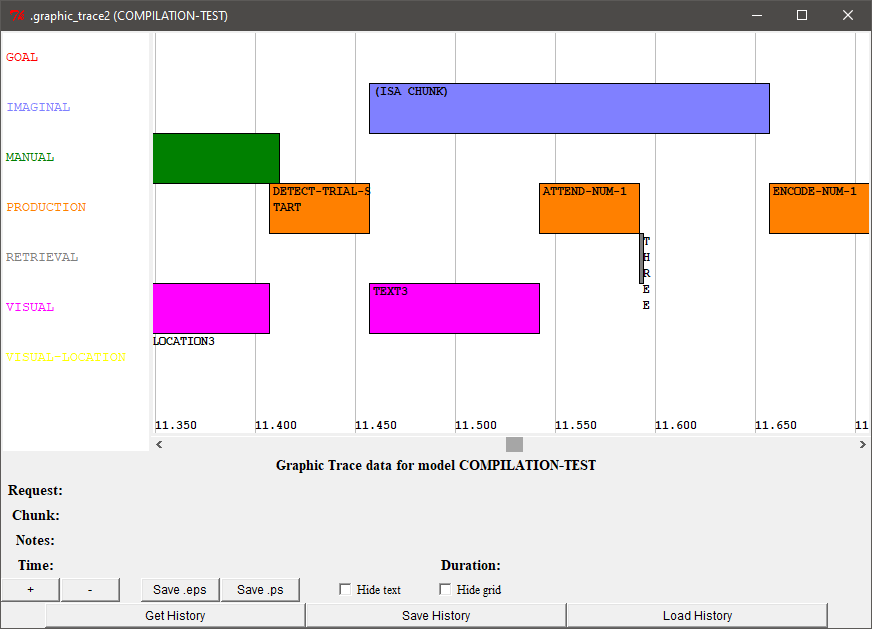 .graphic_trace2 (COMPILATION-TEST)
GOAL
IMAGINAL
(ISA CHUNK)
MANUAL
PRODUCTION
DETECT-TRIAL-S
TART
ATTEND-NUM-1
ENCODE-NUM-1
RETRIEVAL
T
H
R
E
E
VISUAL
TEXT3
LOCATION3
VISUAL-LOCATION
11.350 11.400 11.450 11.500 11.550 11.600 11.650 11
Graphic Trace data for model COMPILATION-TEST
Request:
Chunk:
Notes:
Time: Duration:
+ - Save .eps Save .ps Hide text Hide grid
Get History Save History Load History